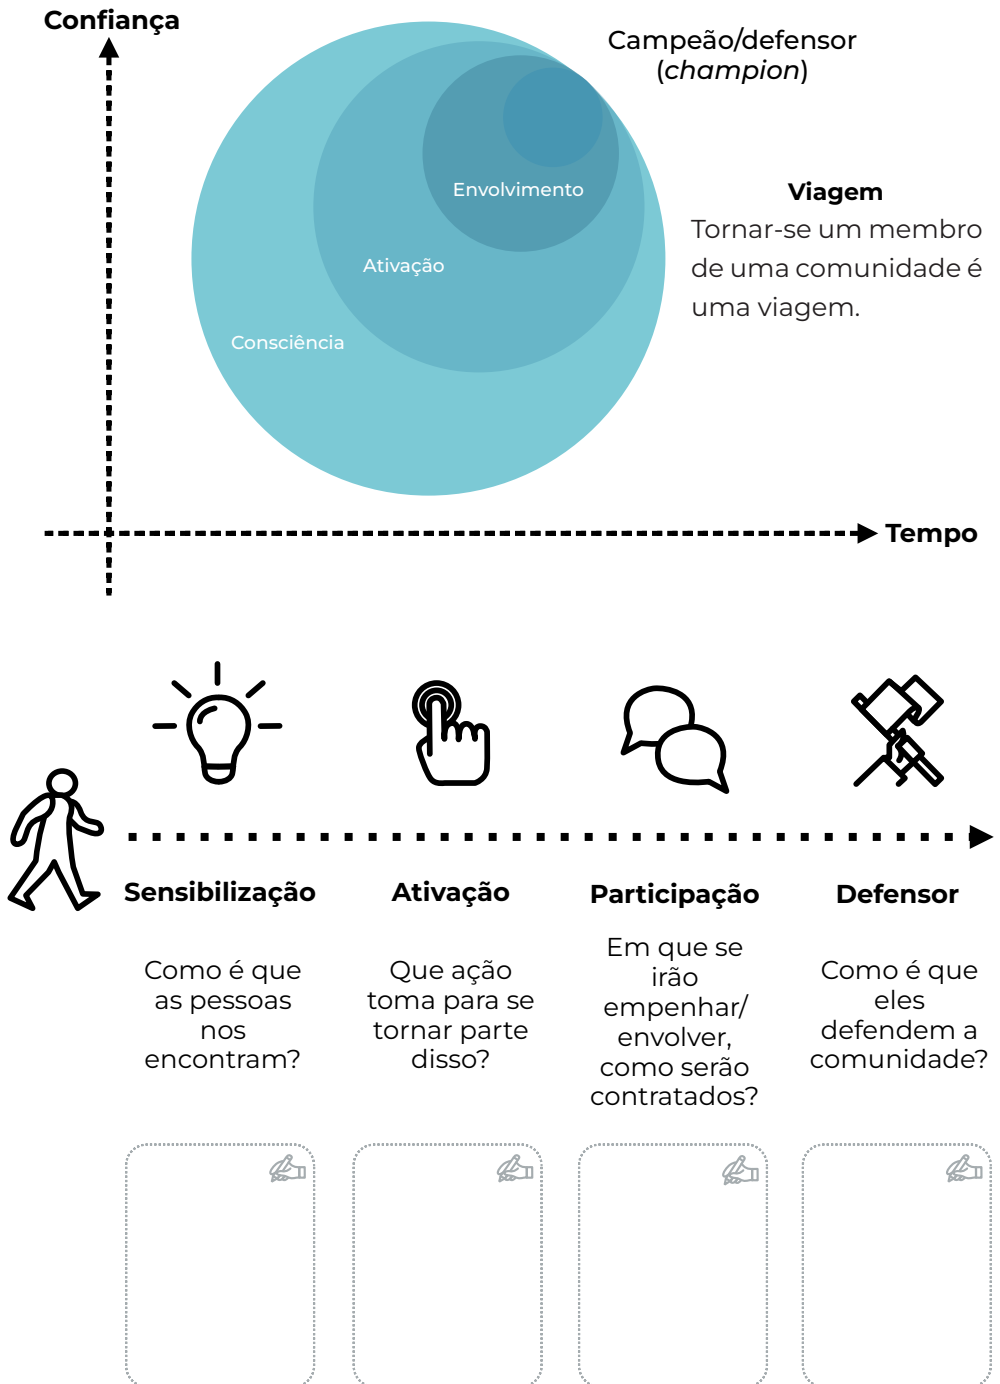 Confiança
Campeão/defensor
(champion)
Envolvimento
Viagem
Tornar-se um membro
de uma comunidade é
uma viagem.
Ativação
Consciência
Tempo
Sensibilização
Como é que
as pessoas
nos
encontram?
Ativação
Que ação
toma para se
tornar parte
disso?
Participação
Em que se
irão
empenhar/
envolver,
como serão
contratados?
Defensor
Como é que
eles
defendem a
comunidade?